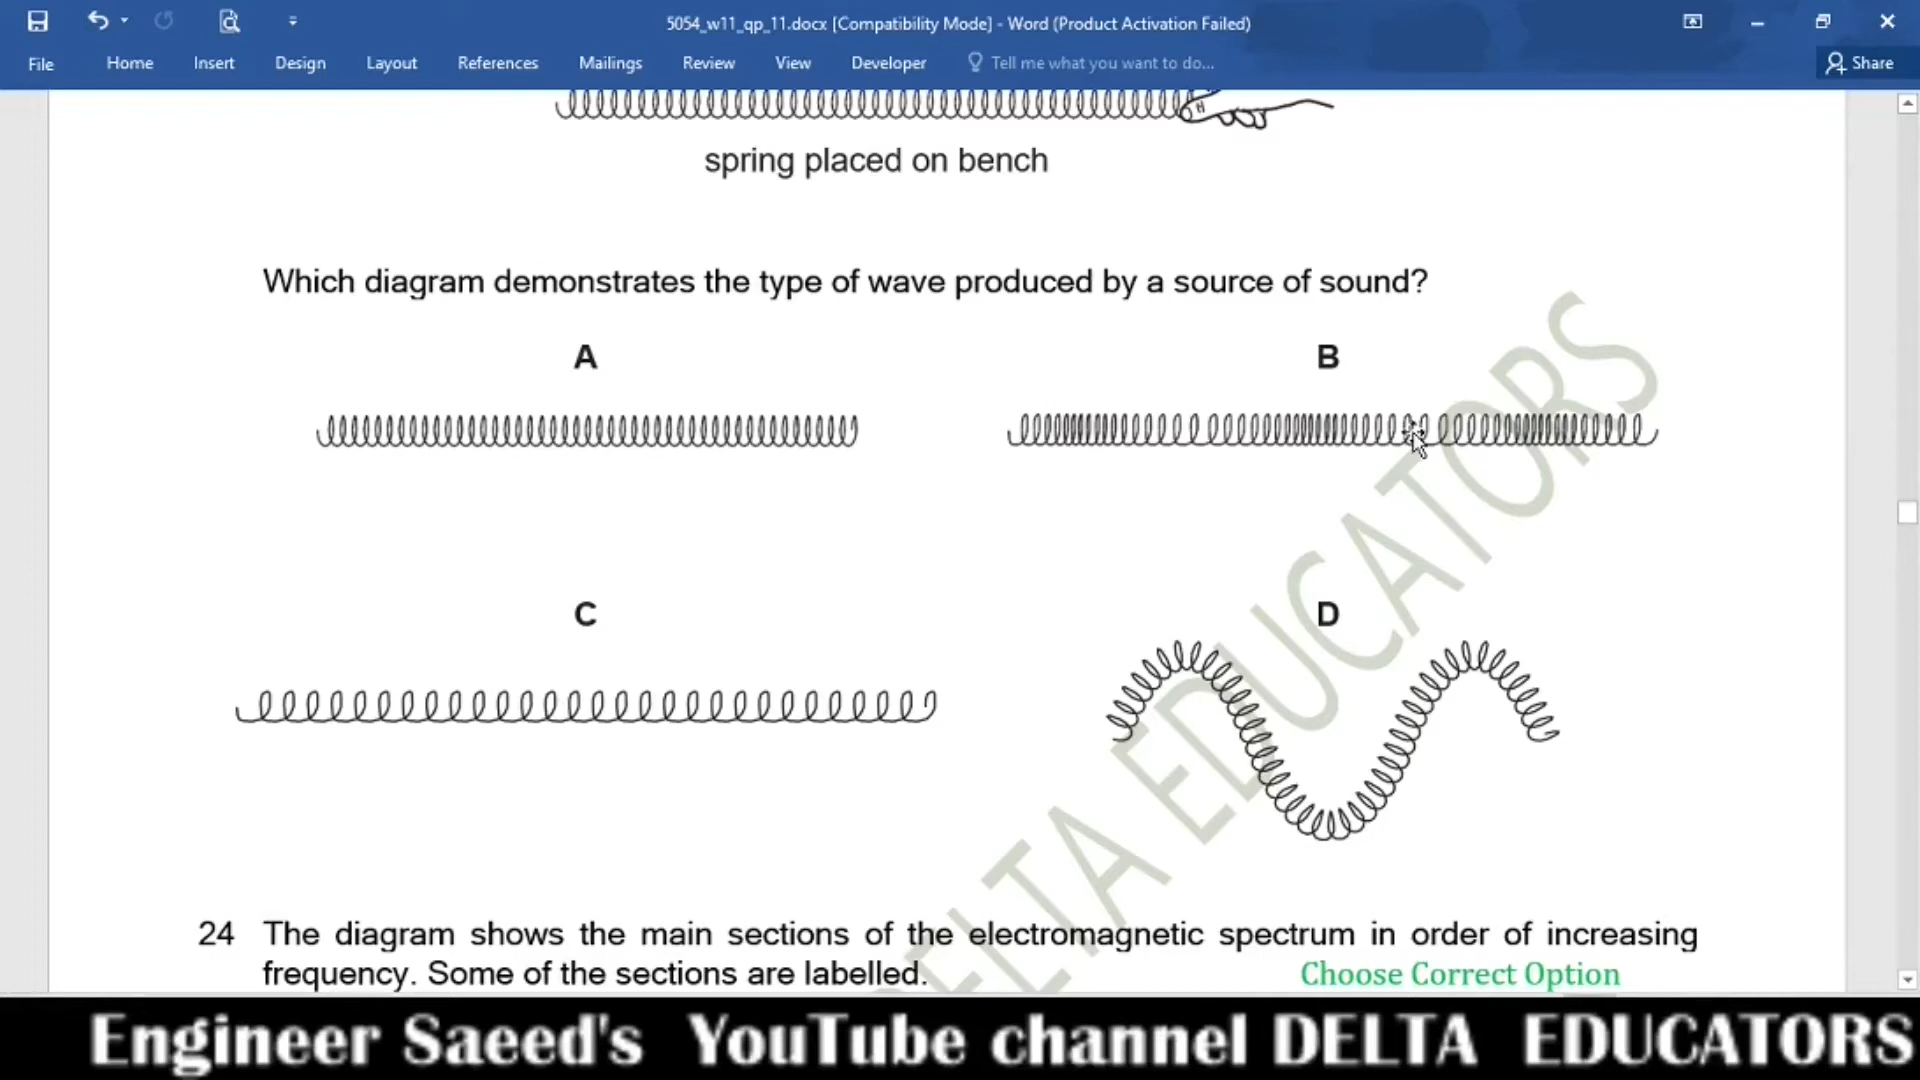 5054_w11_qp_11.docx [Compatibility Mode] - Word (Product Activation Failed)
File Home Insert Design Layout References Mailings Review View Developer Tell me what you want to do... Share
spring placed on bench
Which diagram demonstrates the type of wave produced by a source of sound?
A B
C D
DELTA EDUCATORS
24 The diagram shows the main sections of the electromagnetic spectrum in order of increasing
frequency. Some of the sections are labelled.
Choose Correct Option
Engineer Saeed's YouTube channel DELTA EDUCATORS